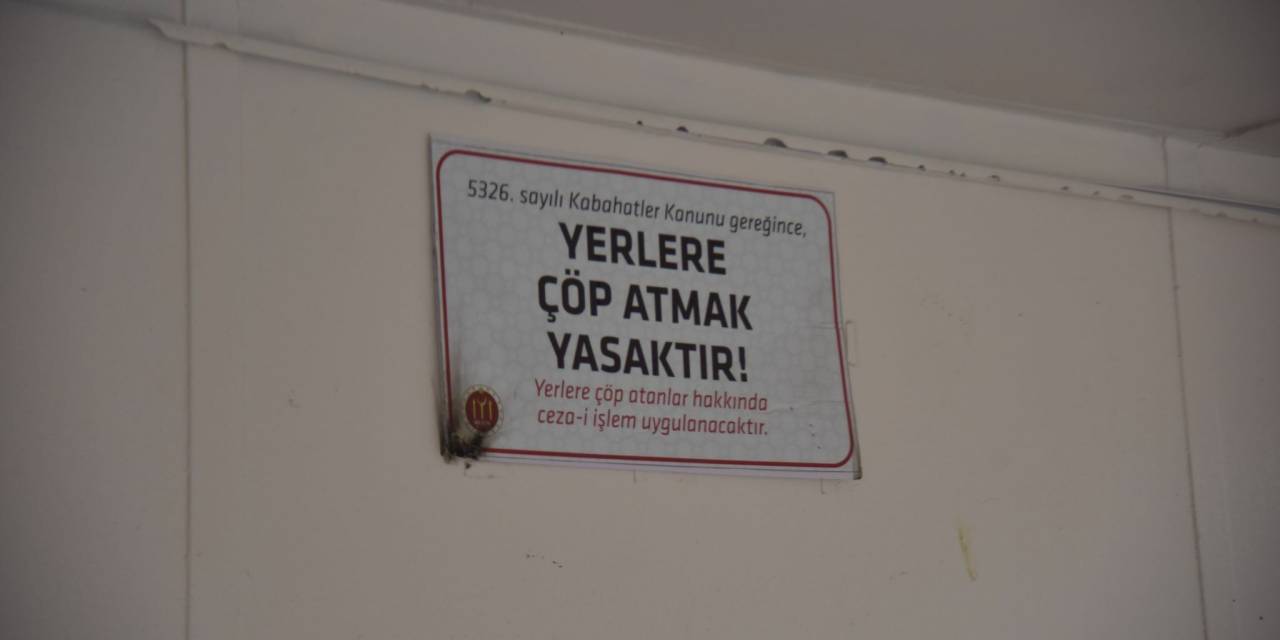 5326. sayılı Kabahatler Kanunu gereğince,
YERLERE
ÇÖP ATMAK
YASAKTIR!
Yerlere çöp atanlar hakkında
ceza-i işlem uygulanacaktır.